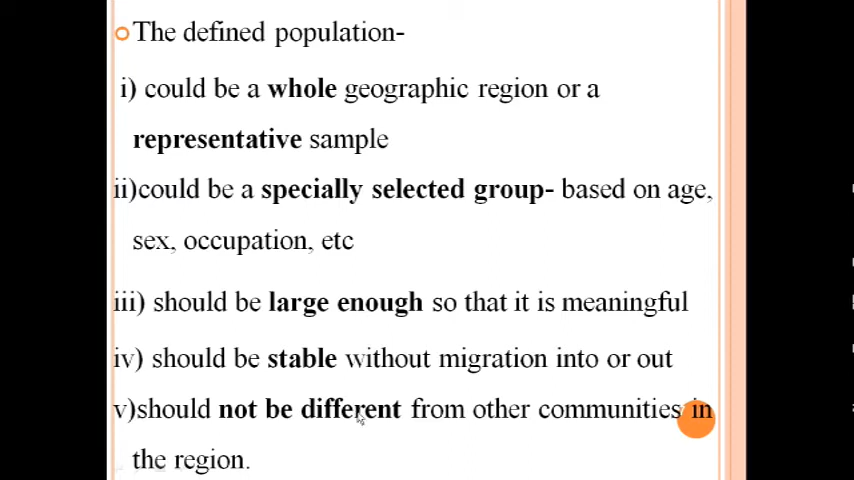 The defined population-
i) could be a whole geographic region or a
representative sample
ii)could be a specially selected group- based on age,
sex, occupation, etc
iii) should be large enough so that it is meaningful
iv) should be stable without migration into or out
v)should not be different from other communities in
the region.